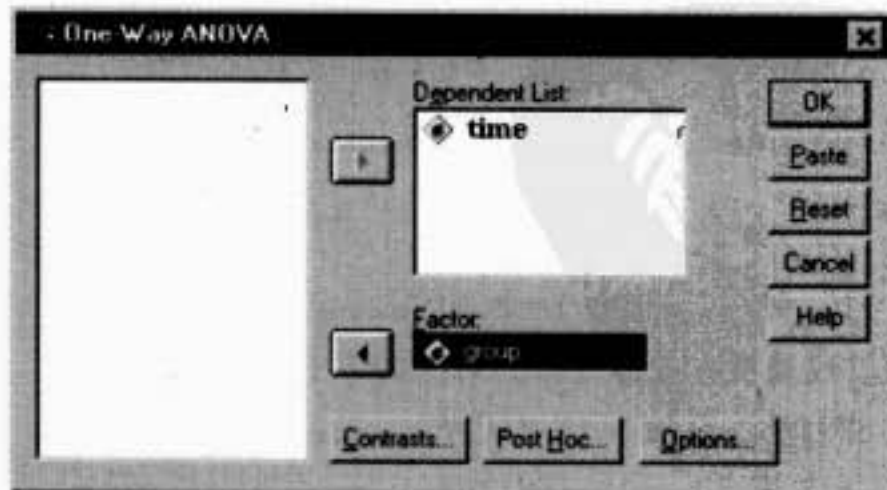 One-Way ANOVA
Dependent List:
time
Factor:
group
OK
Paste
Reset
Cancel
Help
Contrasts...
Post Hoc...
Options...